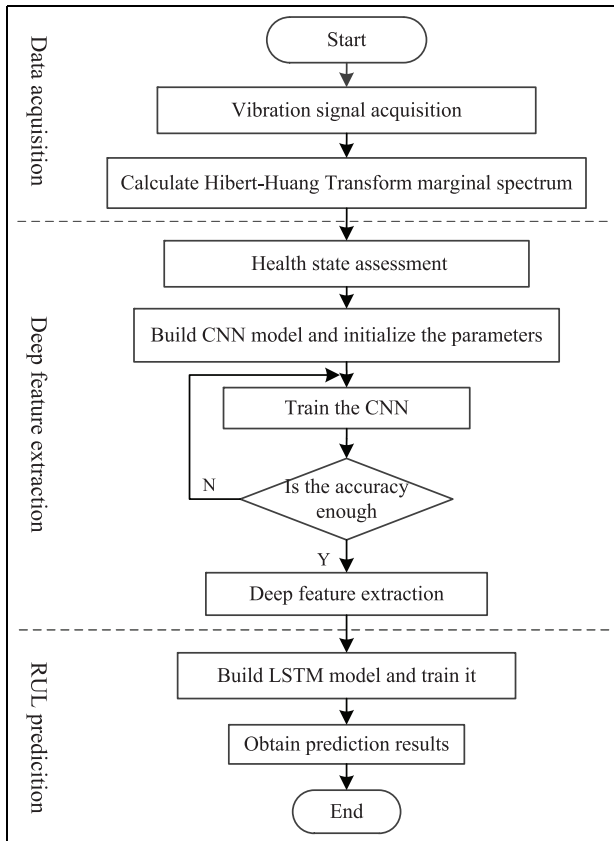 Data acquisition
Start
Vibration signal acquisition
Calculate Hibert-Huang Transform marginal spectrum
Deep feature extraction
Health state assessment
Build CNN model and initialize the parameters
Train the CNN
Is the accuracy
enough
N
Y
Deep feature extraction
RUL predicition
Build LSTM model and train it
Obtain prediction results
End